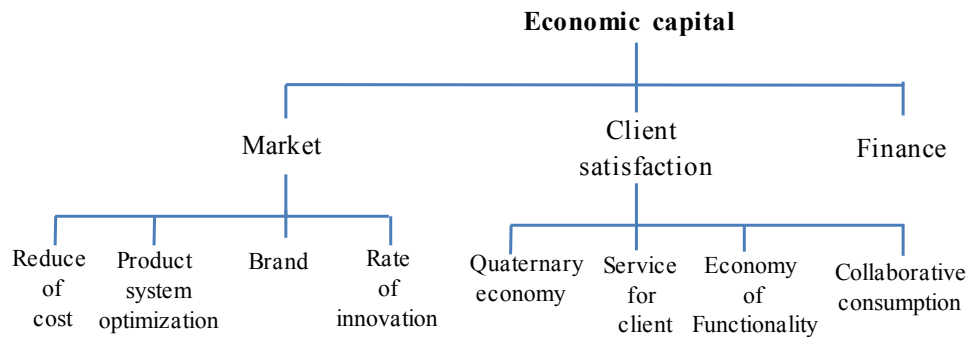 Economic capital
Market
Client
satisfaction
Finance
Reduce
of
cost
Product
system
optimization
Brand
Rate
of
innovation
Quaternary
economy
Service
for
client
Economy
of
Functionality
Collaborative
consumption